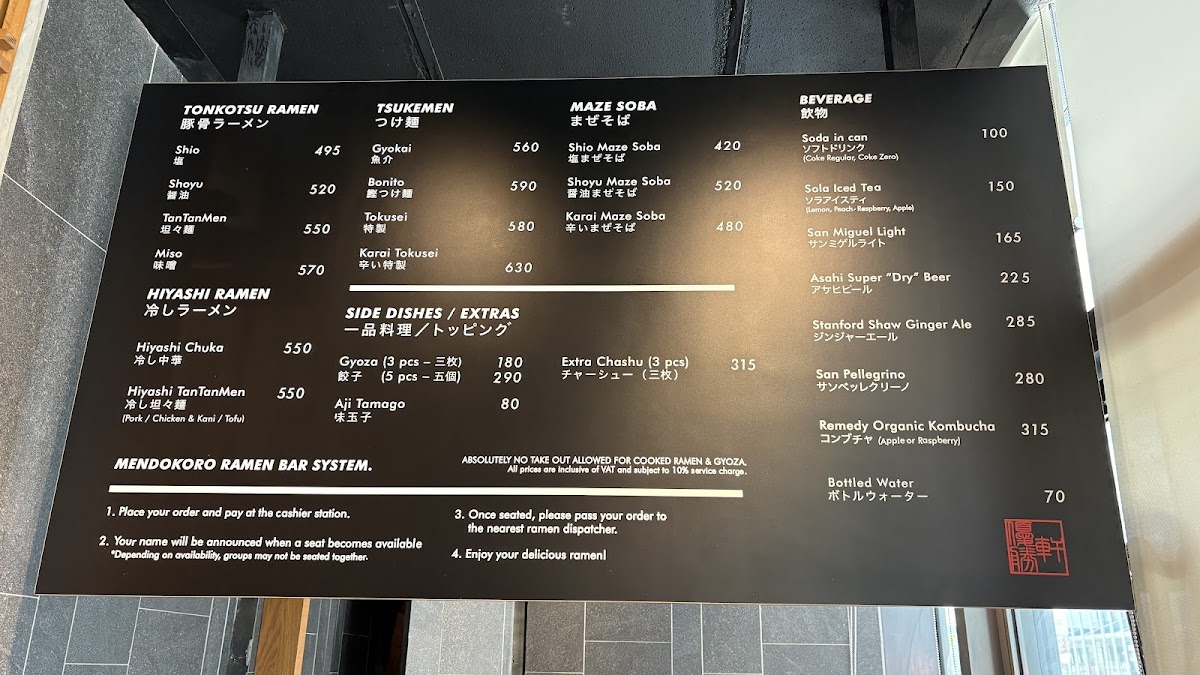 TONKOTSU RAMEN
豚骨ラーメン
Shio 495
塩
Shoyu 520
醤油
TanTanMen 550
坦々麺
Miso 570
味噌
HIYASHI RAMEN
冷しラーメン
Hiyashi Chuka 550
冷し中華
Hiyashi TanTanMen 550
冷し坦々麺
(Pork / Chicken & Kani / Tofu)
TSUKEMEN
つけ麺
Gyokai 560
魚介
Bonito 590
鰹つけ麺
Tokusei 580
特製
Karai Tokusei 630
辛い特製
MAZE SOBA
まぜそば
Shio Maze Soba 420
塩まぜそば
Shoyu Maze Soba 520
醤油まぜそば
Karai Maze Soba 480
辛いまぜそば
SIDE DISHES / EXTRAS
一品料理／トッピング
Gyoza (3 pcs – 三枚) 180
餃子 (5 pcs – 五個) 290
Aji Tamago 80
味玉子
Extra Chashu (3 pcs) 315
チャーシュー（三枚）
BEVERAGE
飲物
Soda in can 100
ソフトドリンク
(Coke Regular, Coke Zero)
Sola Iced Tea 150
ソラアイスティ
(Lemon, Peach-Raspberry, Apple)
San Miguel Light 165
サンミゲルライト
Asahi Super “Dry” Beer 225
アサヒビール
Stanford Shaw Ginger Ale 285
ジンジャーエール
San Pellegrino 280
サンペッレクリーノ
Remedy Organic Kombucha 315
コンブチャ (Apple or Raspberry)
Bottled Water 70
ボトルウォーター
MENDOKORO RAMEN BAR SYSTEM.
ABSOLUTELY NO TAKE OUT ALLOWED FOR COOKED RAMEN & GYOZA.
All prices are inclusive of VAT and subject to 10% service charge.
1. Place your order and pay at the cashier station.
2. Your name will be announced when a seat becomes available
*Depending on availability, groups may not be seated together.
3. Once seated, please pass your order to
the nearest ramen dispatcher.
4. Enjoy your delicious ramen!
優勝軒